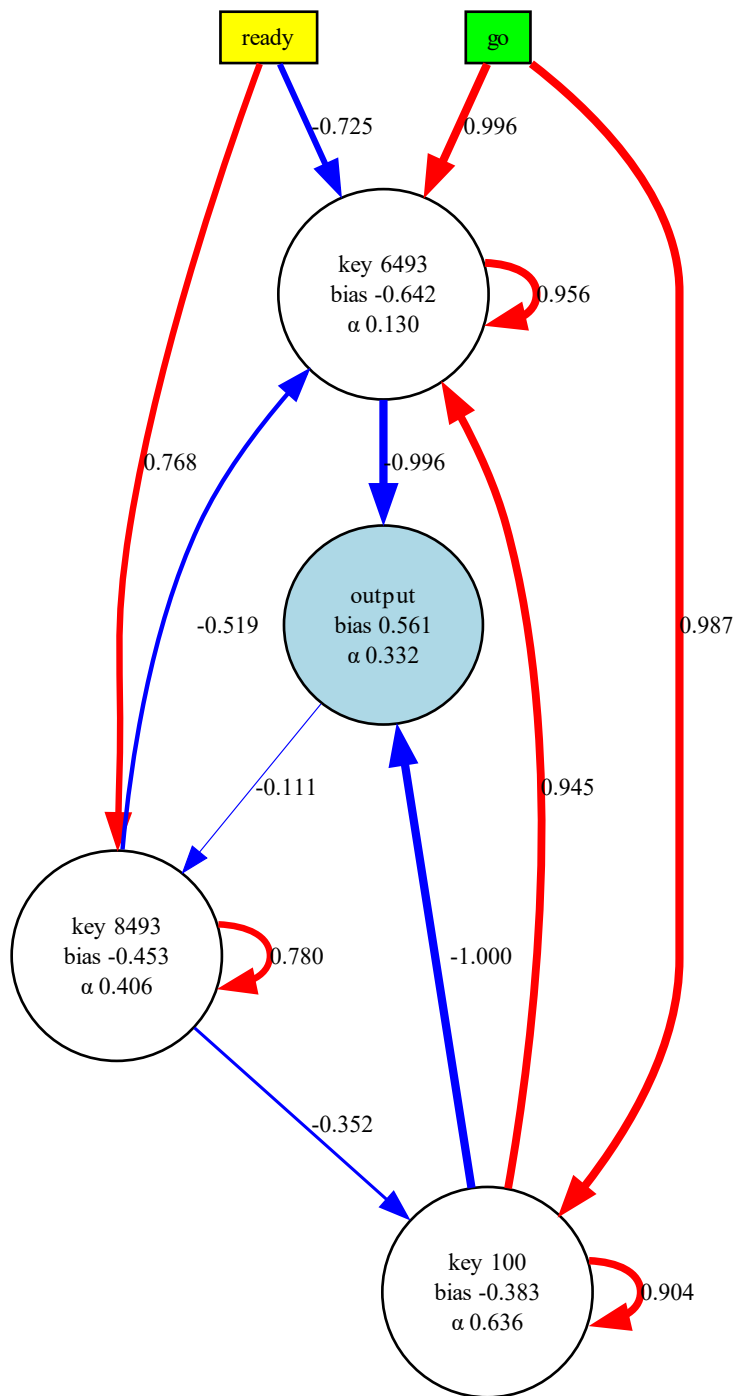 ready
go
-0.725
0.996
key 6493
bias -0.642
α 0.130
0.956
0.768
-0.996
output
bias 0.561
α 0.332
-0.519
0.987
-0.111
0.945
key 8493
bias -0.453
α 0.406
0.780
-1.000
-0.352
key 100
bias -0.383
α 0.636
0.904